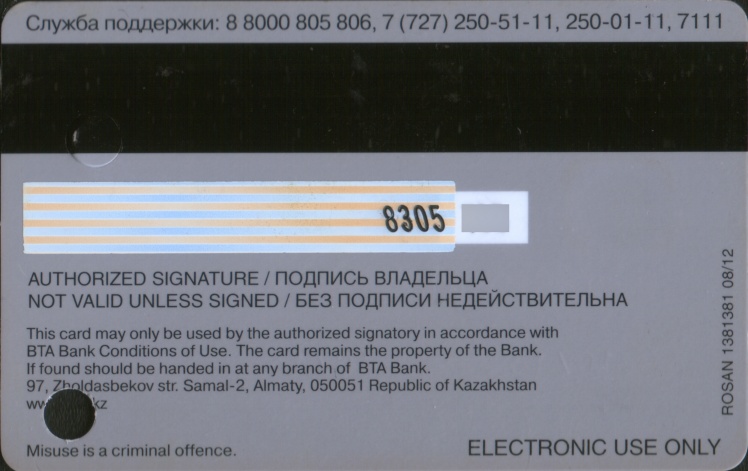 Служба поддержки: 8 8000 805 806, 7 (727) 250-51-11, 250-01-11, 7111
8305
AUTHORIZED SIGNATURE / ПОДПИСЬ ВЛАДЕЛЬЦА
NOT VALID UNLESS SIGNED / БЕЗ ПОДПИСИ НЕДЕЙСТВИТЕЛЬНА
This card may only be used by the authorized signatory in accordance with
BTA Bank Conditions of Use. The card remains the property of the Bank.
If found should be handed in at any branch of BTA Bank.
97, Zholdasbekov str. Samal-2, Almaty, 050051 Republic of Kazakhstan
Misuse is a criminal offence.
ELECTRONIC USE ONLY
ROSAN 1381381 08/12